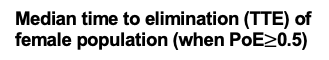 Median time to elimination (TTE) of
female population (when PoE≥0.5)